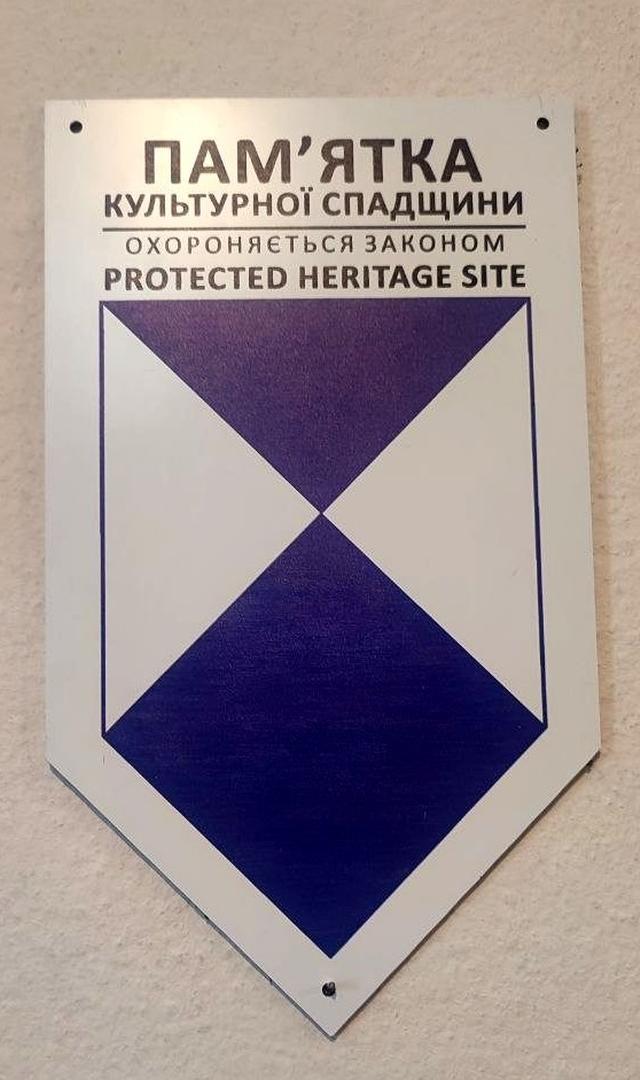 ПАМ’ЯТКА
КУЛЬТУРНОЇ СПАДЩИНИ
ОХОРОНЯЄТЬСЯ ЗАКОНОМ
PROTECTED HERITAGE SITE